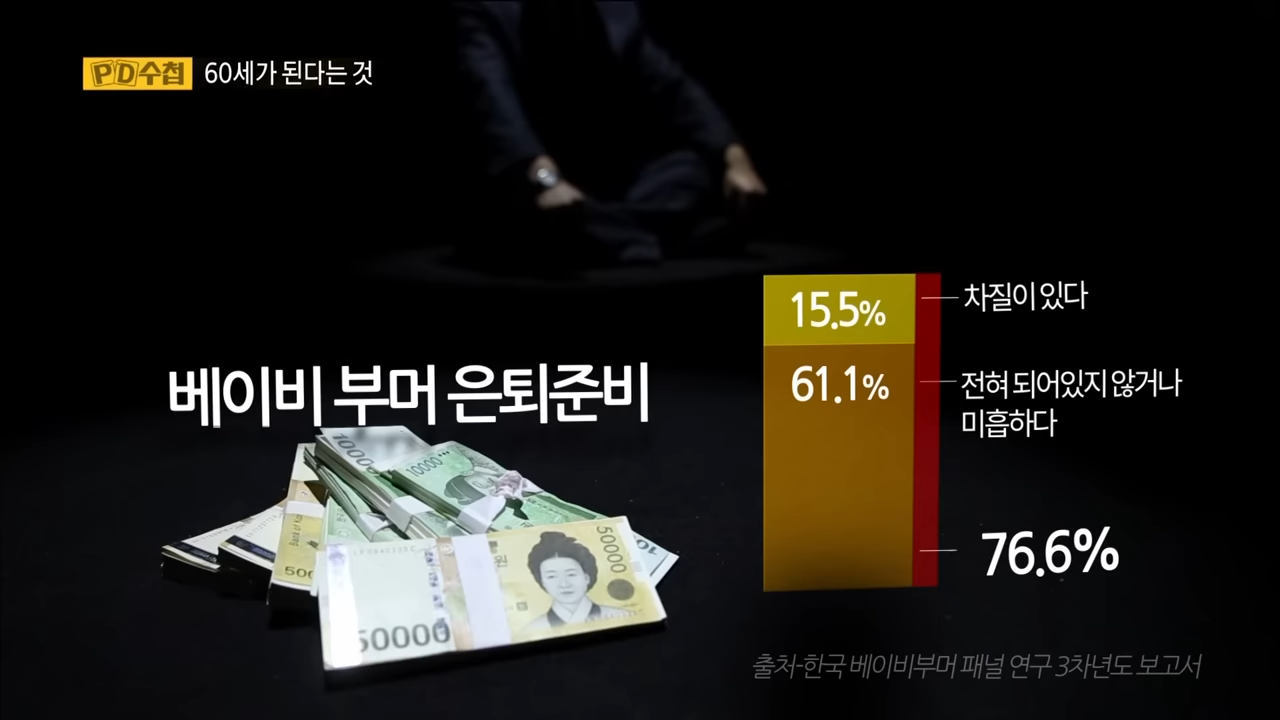 PD수첩 60세가 된다는 것
15.5% 차질이 있다
베이비 부머 은퇴준비
61.1% 전혀 되어있지 않거나
미흡하다
10000
50000
50000
76.6%
출처-한국 베이비부머 패널 연구 3차년도 보고서